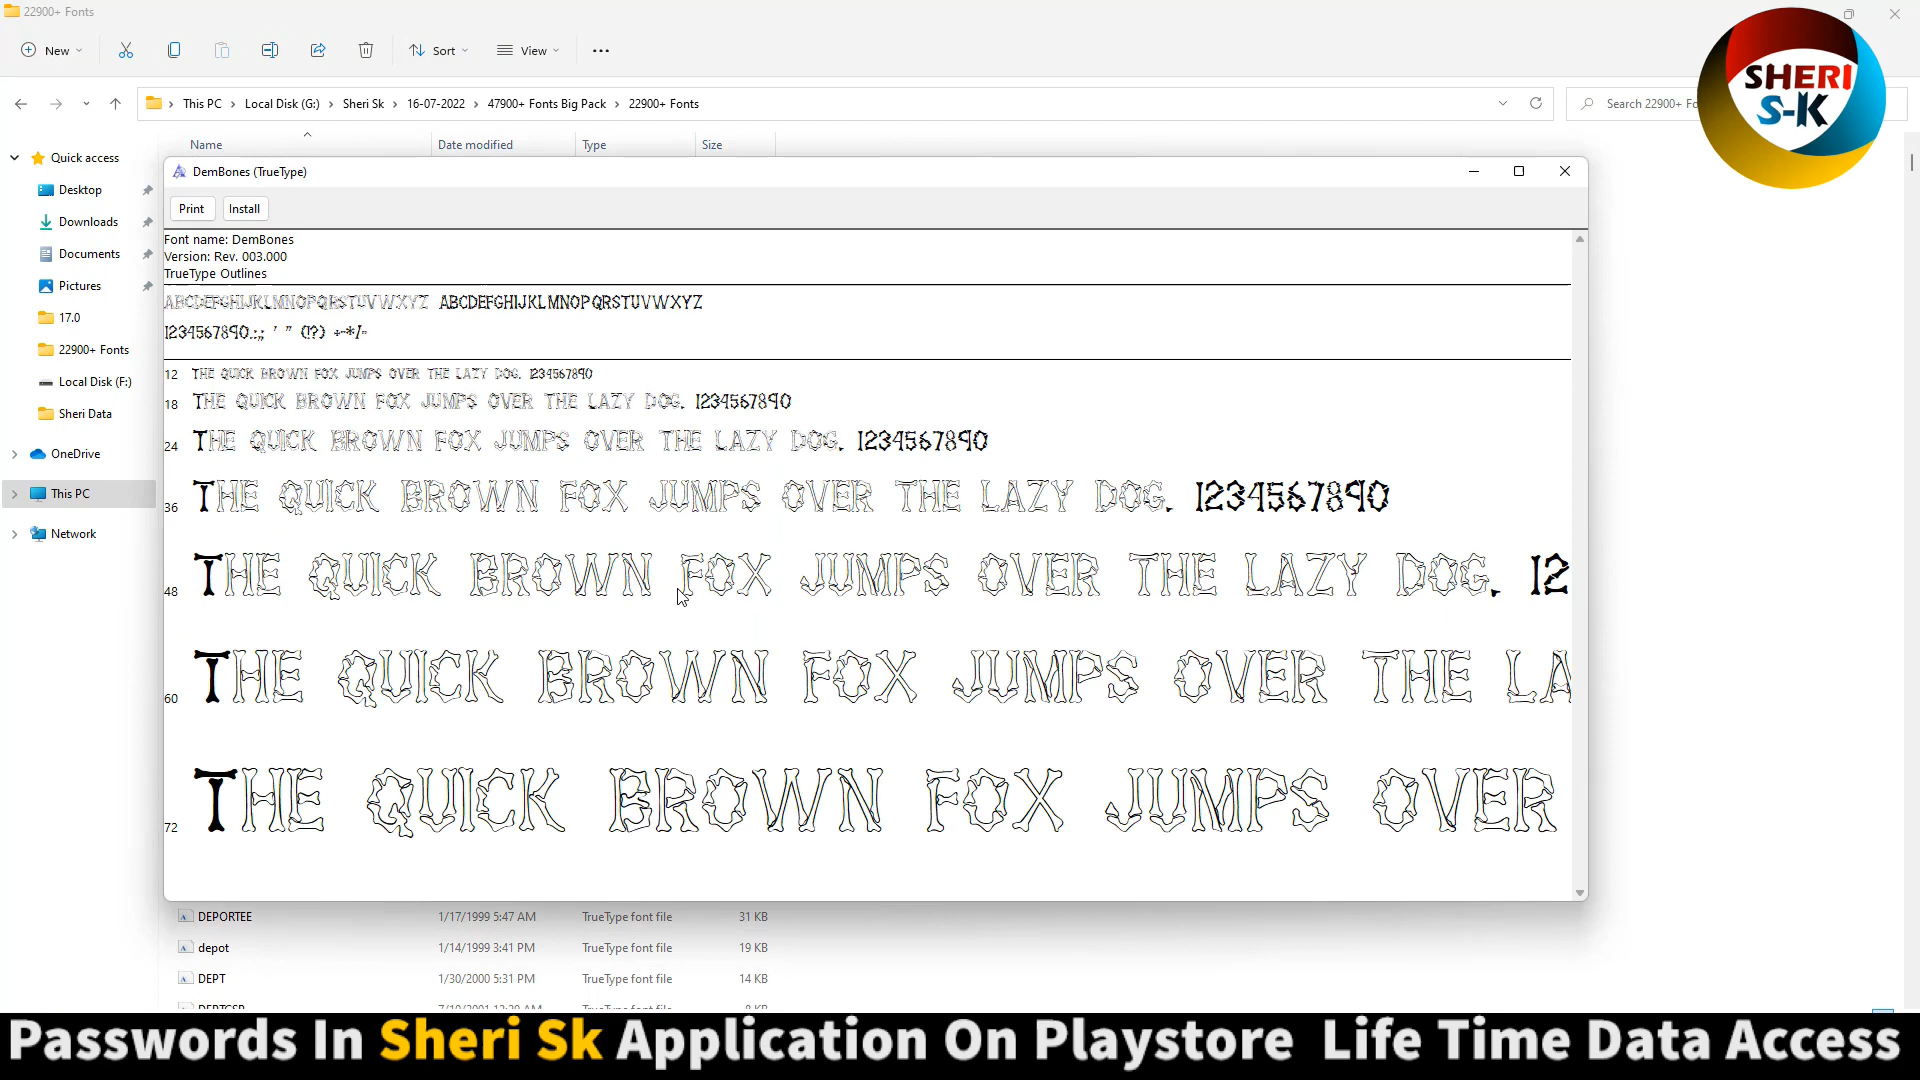 22900+ Fonts
New
Sort
View
This PC > Local Disk (G:) > Sheri Sk > 16-07-2022 > 47900+ Fonts Big Pack > 22900+ Fonts
Search 22900+ Fo
SHERI
S-K
Name Date modified Type Size
Quick access
Desktop
Downloads
Documents
Pictures
17.0
22900+ Fonts
Local Disk (F:)
Sheri Data
OneDrive
This PC
Network
DemBones (TrueType)
Print Install
Font name: DemBones
Version: Rev. 003.000
TrueType Outlines
ABCDEFGHIJKLMNOPQRSTUVWXYZ ABCDEFGHIJKLMNOPQRSTUVWXYZ
1234567890.:,; ' " (!?) +-*/=
12 THE QUICK BROWN FOX JUMPS OVER THE LAZY DOG. 1234567890
18 THE QUICK BROWN FOX JUMPS OVER THE LAZY DOG. 1234567890
24 THE QUICK BROWN FOX JUMPS OVER THE LAZY DOG. 1234567890
36 THE QUICK BROWN FOX JUMPS OVER THE LAZY DOG. 1234567890
48 THE QUICK BROWN FOX JUMPS OVER THE LAZY DOG. 12
60 THE QUICK BROWN FOX JUMPS OVER THE LA
72 THE QUICK BROWN FOX JUMPS OVER
DEPORTEE 1/17/1999 5:47 AM TrueType font file 31 KB
depot 1/14/1999 3:41 PM TrueType font file 19 KB
DEPT 1/30/2000 5:31 PM TrueType font file 14 KB
Passwords In Sheri Sk Application On Playstore Life Time Data Access